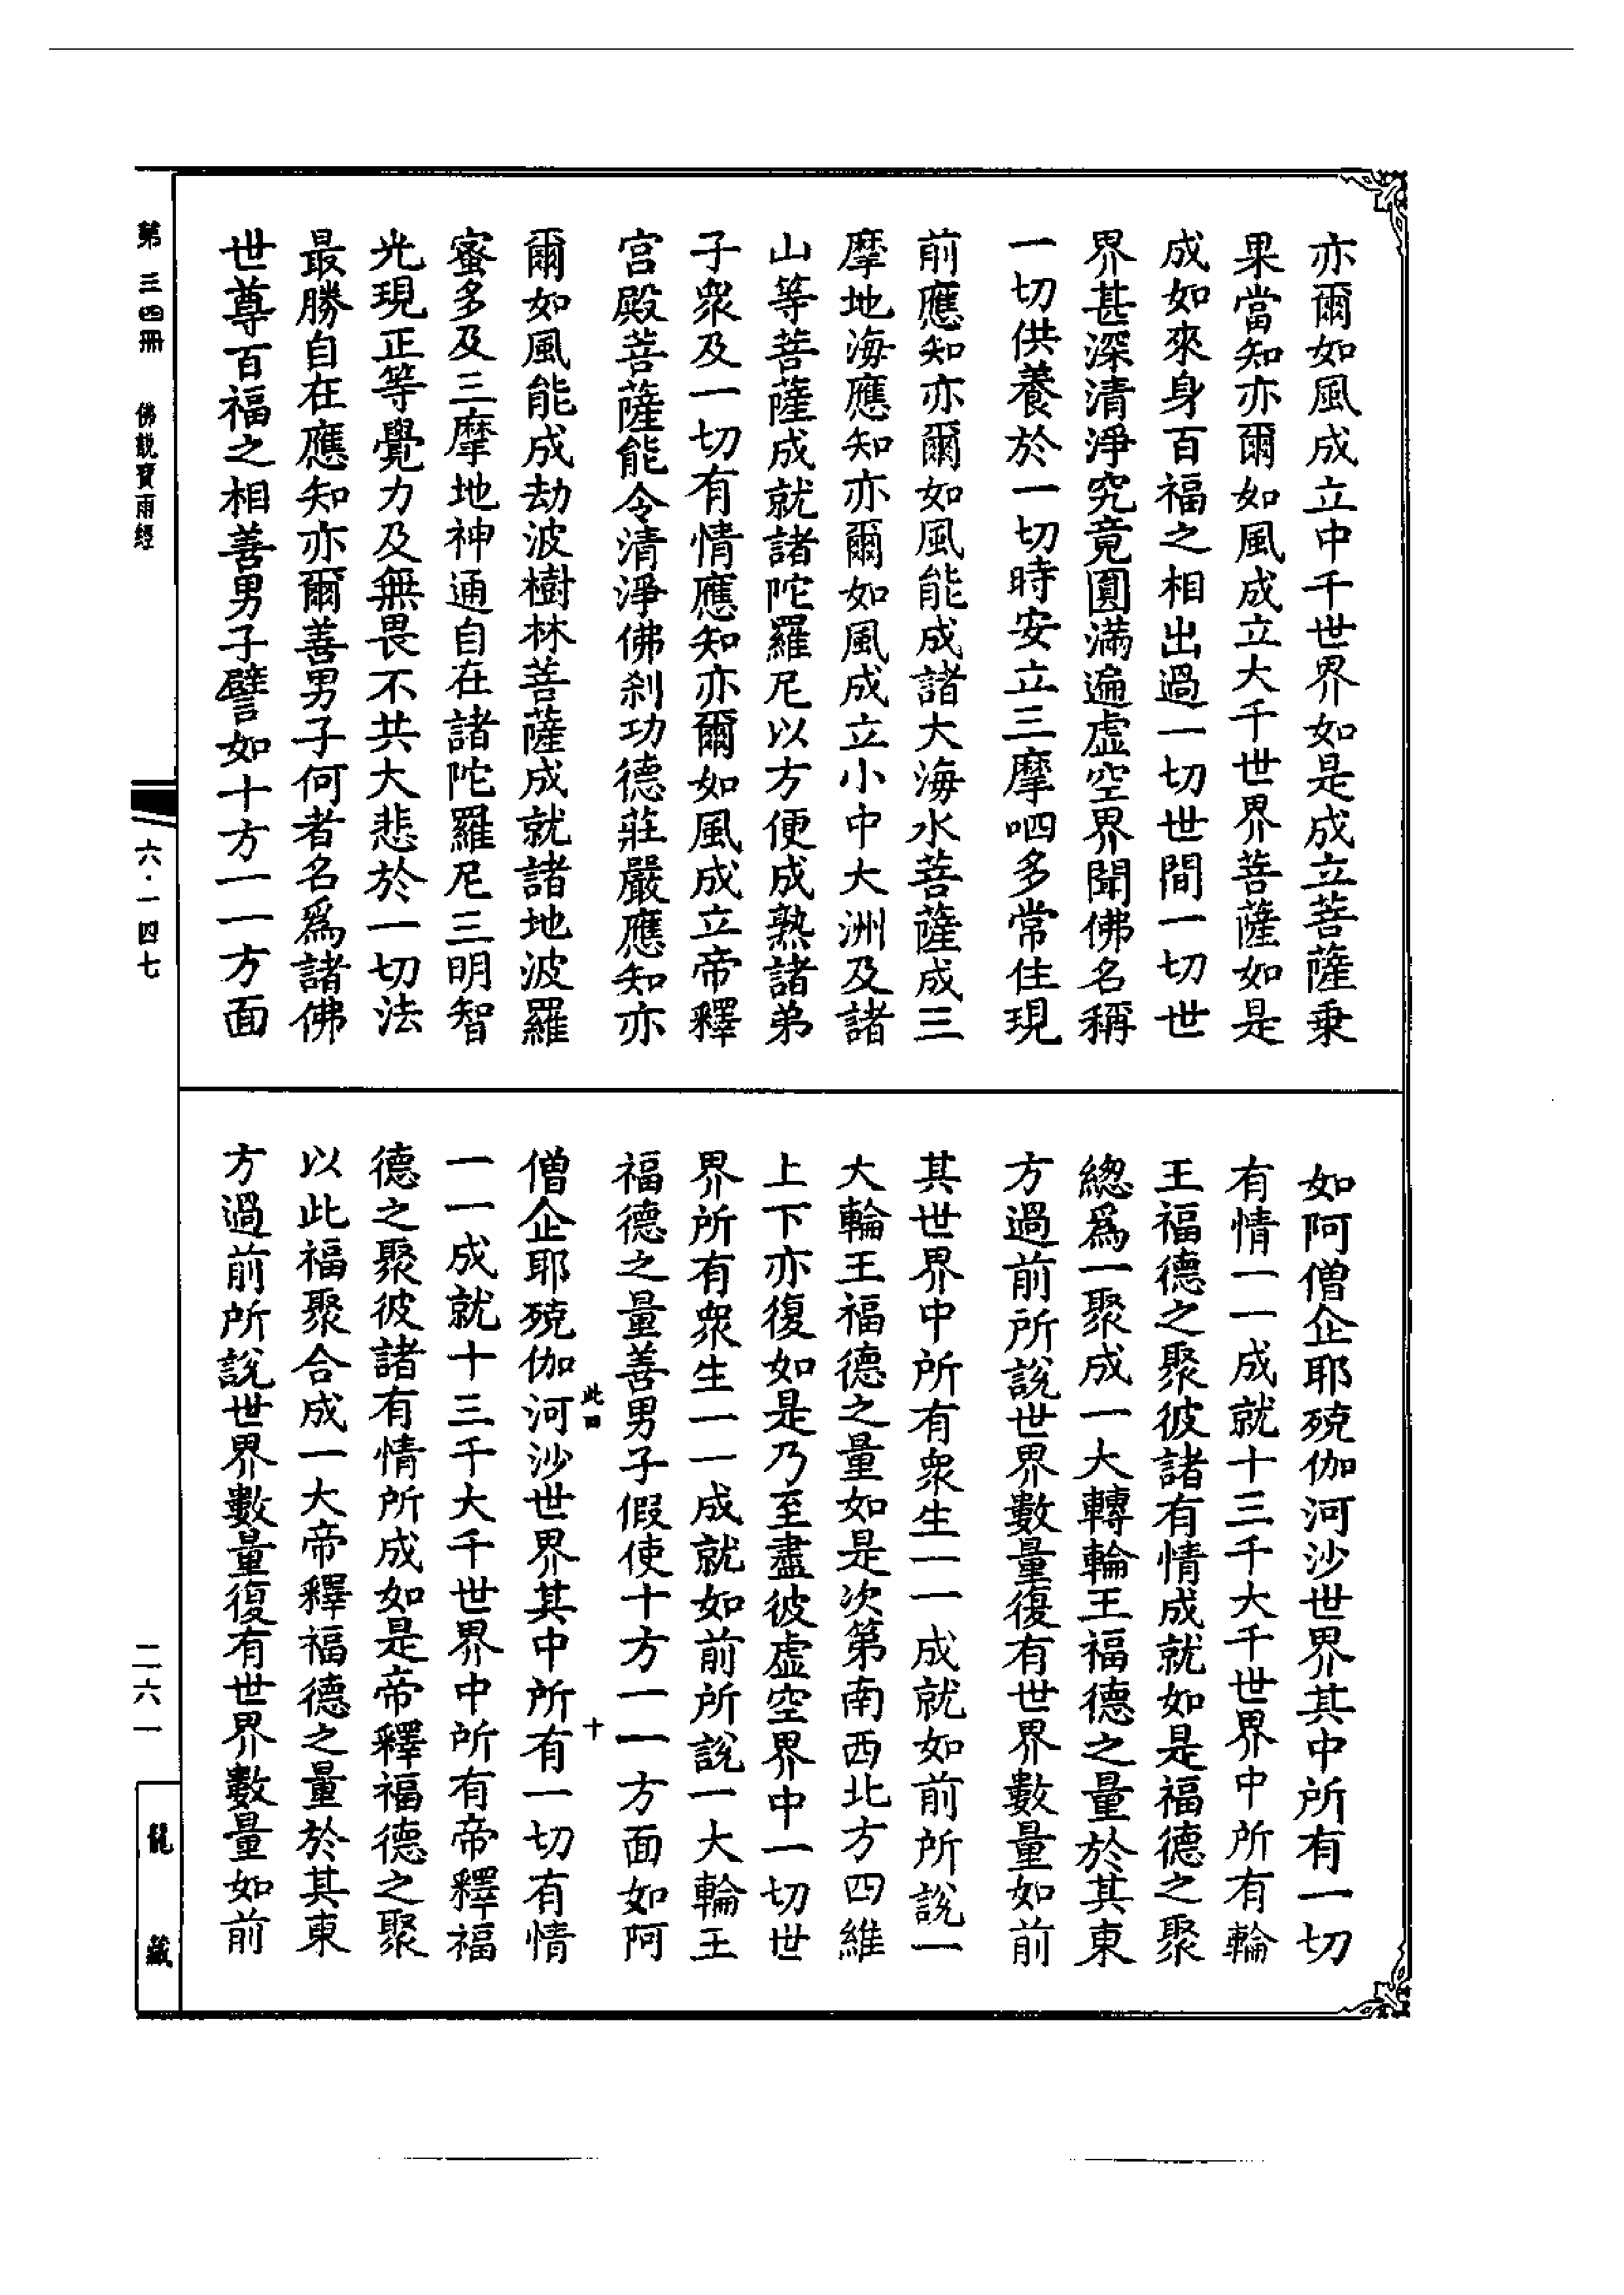 亦爾如風成立中千世界如是成立菩薩乗
果當知亦爾如風成立大千世界菩薩如是
成如來身百福之相出過一切世間一切世
界甚深清淨究竟圓滿遍虛空界聞佛名稱
一切供養於一切時安立三摩呬多常住現
前應知亦爾如風能成諸大海水菩薩成三
摩地海應知亦爾如風成立小中大洲及諸
山等菩薩成就諸陀羅尼以方便成熟諸弟
子衆及一切有情應知亦爾如風成立帝釋
宫殿菩薩能令清淨佛刹功德莊嚴應知亦
爾如風能成劫波樹林菩薩成就諸地波羅
蜜多及三摩地神通自在諸陀羅尼三明智
光現正等覺力及無畏不共大悲於一切法
最勝自在應知亦爾善男子何者名爲諸佛
世尊百福之相善男子譬如十方一一方面
如阿僧企耶殑伽河沙世界其中所有一切
有情一一成就十三千大千世界中所有輪
王福德之聚彼諸有情成就如是福德之聚
緫爲一聚成一大轉輪王福德之量於其東
方過前所說世界數量復有世界數量如前
其世界中所有衆生一一成就如前所說一
大輪王福德之量如是次第南西北方四維
上下亦復如是乃至盡彼虛空界中一切世
界所有衆生一一成就如前所說一大輪王
福德之量善男子假使十方一一方面如阿
此四
十
僧企耶殑伽河沙世界其中所有一切有情
一一成就十三千大千世界中所有帝釋福
德之聚彼諸有情所成如是帝釋福德之聚
以此福聚合成一大帝釋福德之量於其東
方過前所說世界數量復有世界數量如前
第三四冊 佛說寶雨經
六·一四七
二六一
龍藏